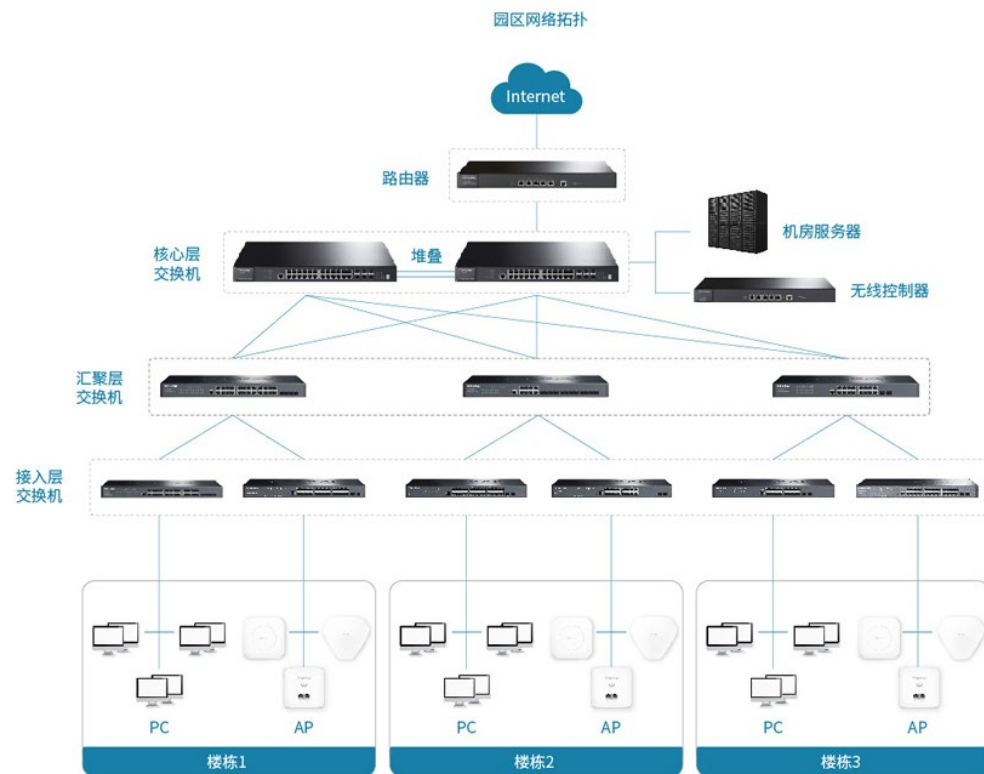 园区网络拓扑
Internet
路由器
核心层
交换机
堆叠
机房服务器
无线控制器
汇聚层
交换机
接入层
交换机
PC
AP
PC
AP
PC
AP
楼栋1
楼栋2
楼栋3